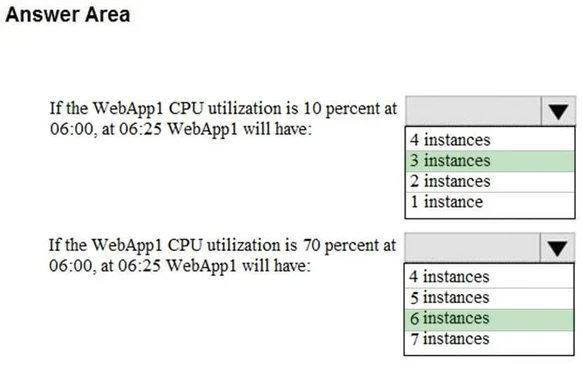 Answer Area
If the WebApp1 CPU utilization is 10 percent at
06:00, at 06:25 WebApp1 will have:
4 instances
3 instances
2 instances
1 instance
If the WebApp1 CPU utilization is 70 percent at
06:00, at 06:25 WebApp1 will have:
4 instances
5 instances
6 instances
7 instances